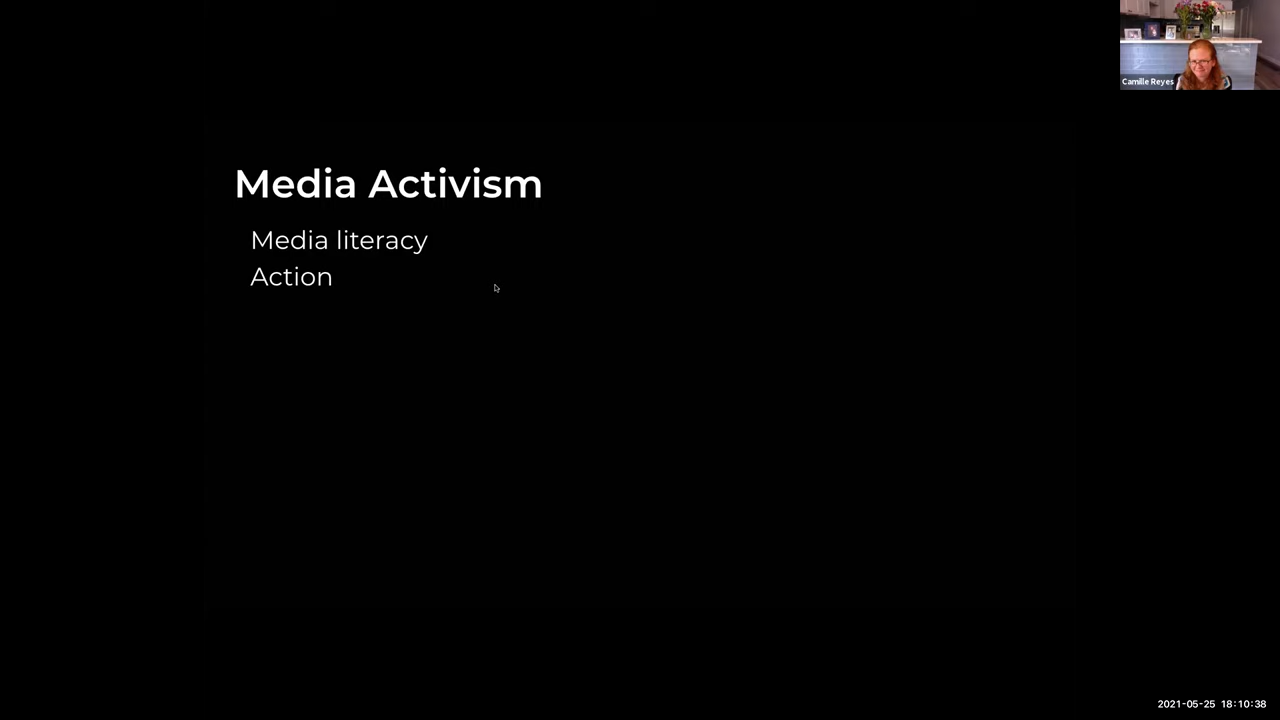 Camille Reyes
Media Activism
Media literacy
Action
2021-05-25 18:10:38